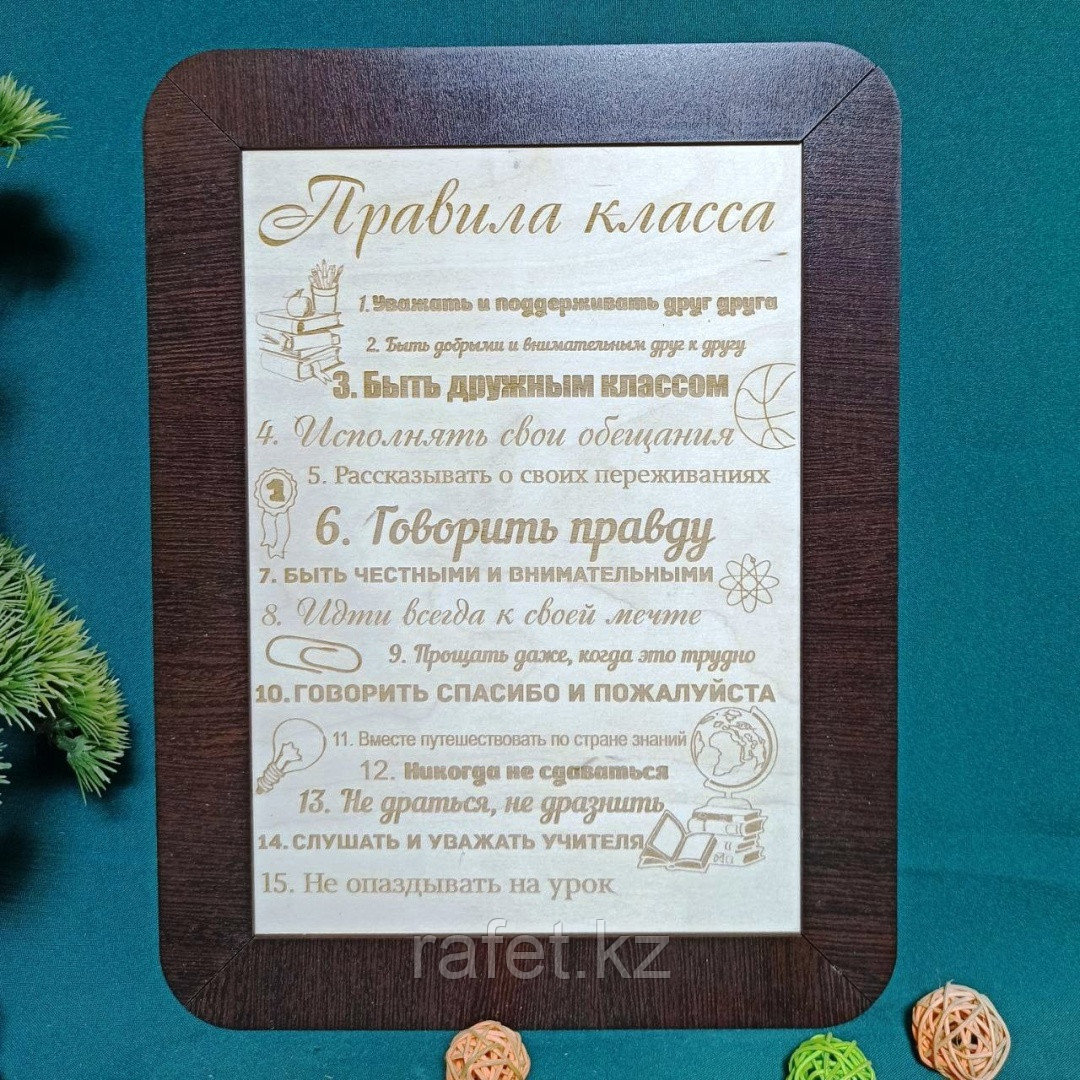 Правила класса
1. Уважать и поддерживать друг друга
2. Быть добрыми и внимательным друг к другу
3. Быть дружным классом
4. Исполнять свои обещания
5. Рассказывать о своих переживаниях
1
6. Говорить правду
7. БЫТЬ ЧЕСТНЫМИ И ВНИМАТЕЛЬНЫМИ
8. Идти всегда к своей мечте
9. Прощать даже, когда это трудно
10. ГОВОРИТЬ СПАСИБО И ПОЖАЛУЙСТА
11. Вместе путешествовать по стране знаний
12. Никогда не сдаваться
13. Не драться, не дразнить
14. СЛУШАТЬ И УВАЖАТЬ УЧИТЕЛЯ
15. Не опаздывать на урок
rafet.kz